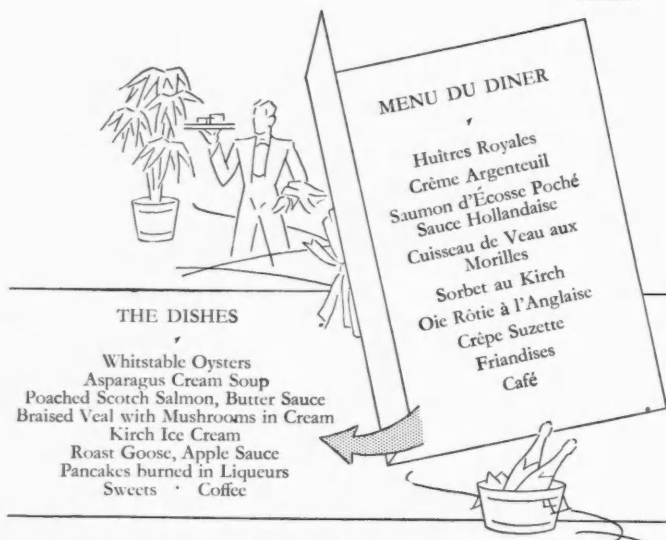 MENU DU DINER
Huîtres Royales
Crème Argenteuil
Saumon d'Écosse Poché
Sauce Hollandaise
Cuisseau de Veau aux
Morilles
Sorbet au Kirch
Oie Rôtie à l'Anglaise
Crêpe Suzette
Friandises
Café
THE DISHES
Whitstable Oysters
Asparagus Cream Soup
Poached Scotch Salmon, Butter Sauce
Braised Veal with Mushrooms in Cream
Kirch Ice Cream
Roast Goose, Apple Sauce
Pancakes burned in Liqueurs
Sweets · Coffee